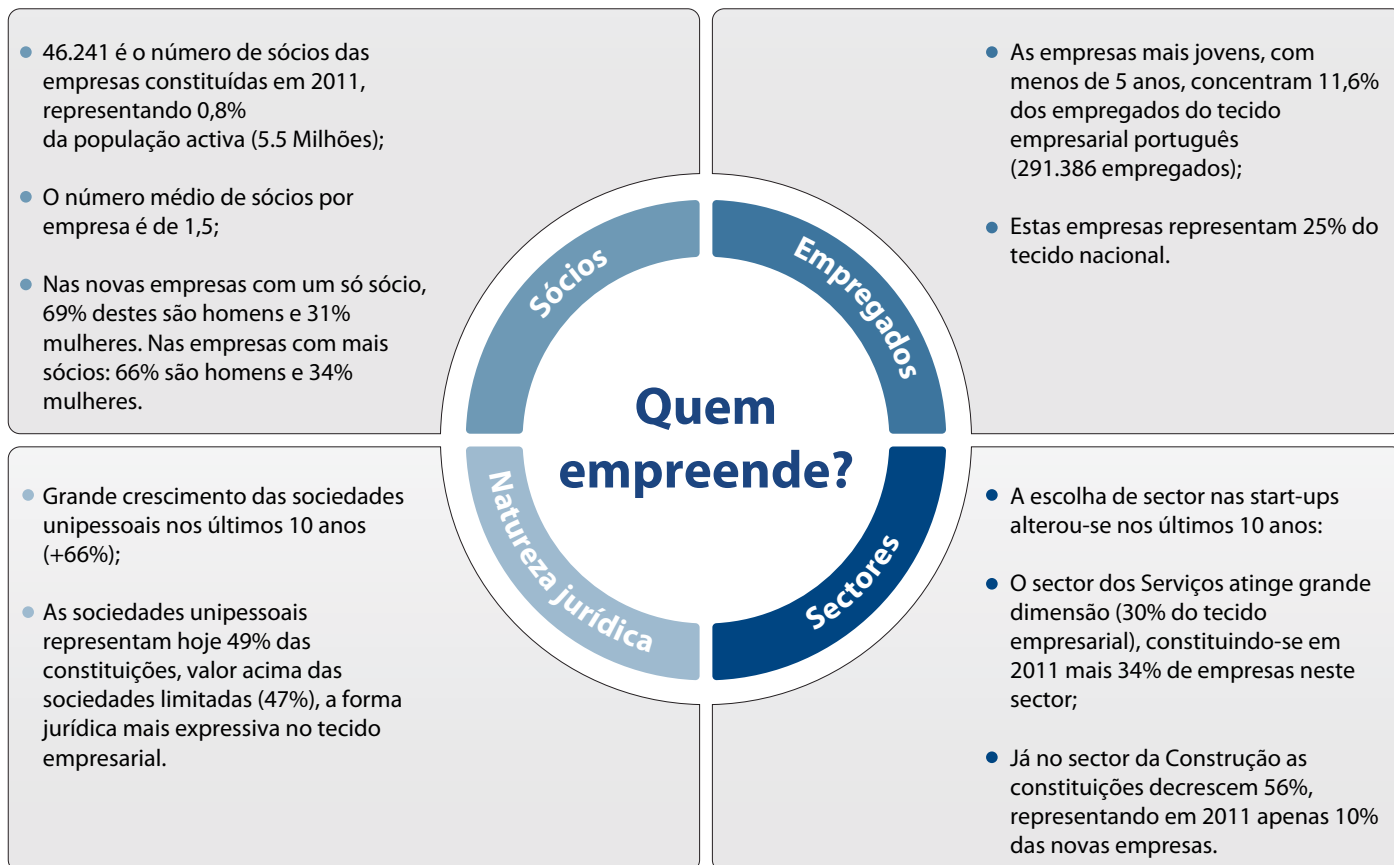 46.241 é o número de sócios das
empresas constituídas em 2011,
representando 0,8%
da população activa (5.5 Milhões);
O número médio de sócios por
empresa é de 1,5;
Nas novas empresas com um só sócio,
69% destes são homens e 31%
mulheres. Nas empresas com mais
sócios: 66% são homens e 34%
mulheres.
As empresas mais jovens, com
menos de 5 anos, concentram 11,6%
dos empregados do tecido
empresarial português
(291.386 empregados);
Estas empresas representam 25% do
tecido nacional.
Sócios
Empregados
Quem
empreende?
Natureza jurídica
Sectores
Grande crescimento das sociedades
unipessoais nos últimos 10 anos
(+66%);
As sociedades unipessoais
representam hoje 49% das
constituições, valor acima das
sociedades limitadas (47%), a forma
jurídica mais expressiva no tecido
empresarial.
A escolha de sector nas start-ups
alterou-se nos últimos 10 anos:
O sector dos Serviços atinge grande
dimensão (30% do tecido
empresarial), constituindo-se em
2011 mais 34% de empresas neste
sector;
Já no sector da Construção as
constituições decrescem 56%,
representando em 2011 apenas 10%
das novas empresas.